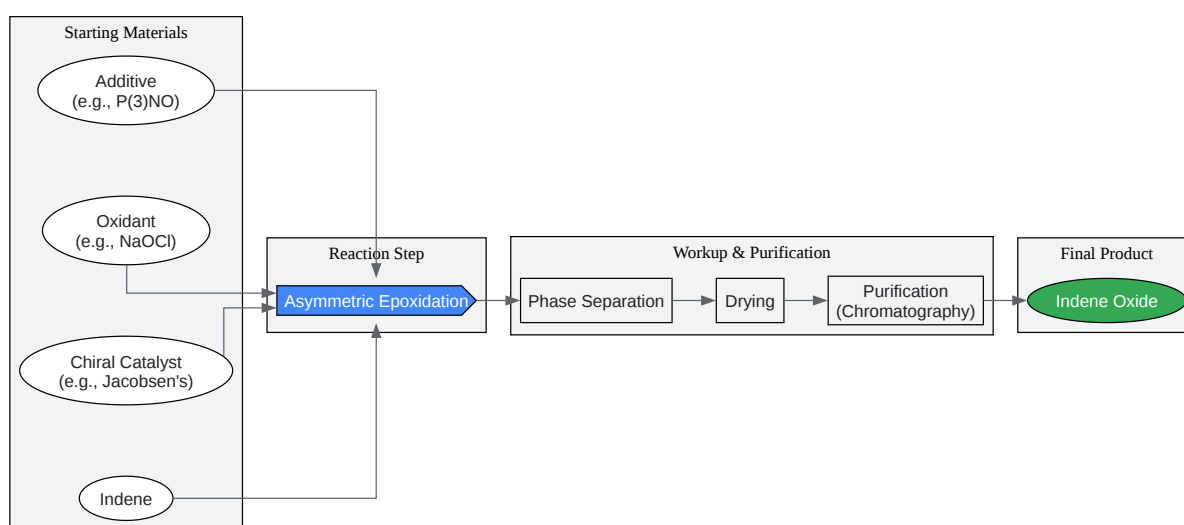 Starting Materials
Additive
(e.g., P(3)NO)
Oxidant
(e.g., NaOCl)
Chiral Catalyst
(e.g., Jacobsen's)
Indene
Reaction Step
Asymmetric Epoxidation
Workup & Purification
Phase Separation
Drying
Purification
(Chromatography)
Final Product
Indene Oxide